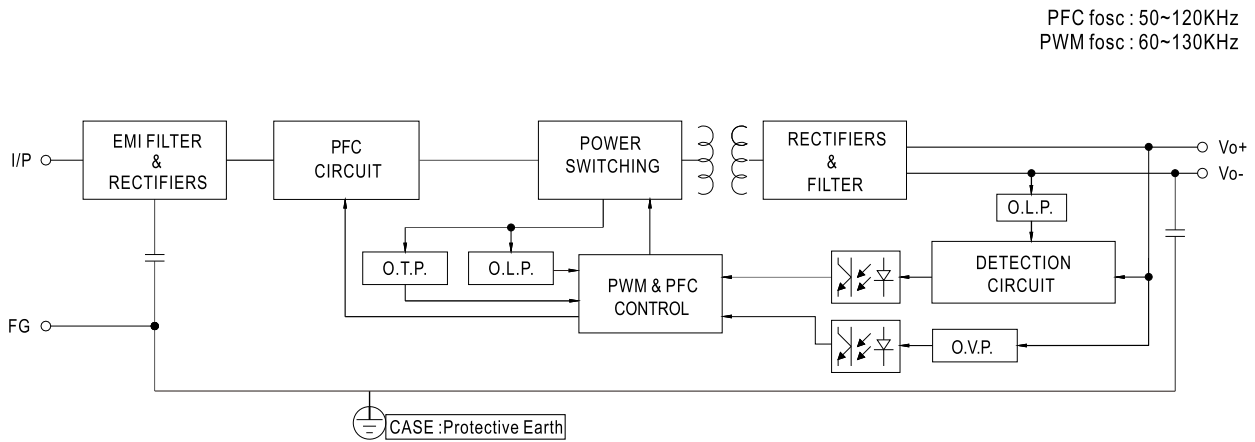 PFC fosc : 50~120KHz
PWM fosc : 60~130KHz
I/P
EMI FILTER
&
RECTIFIERS
PFC
CIRCUIT
POWER
SWITCHING
RECTIFIERS
&
FILTER
Vo+
Vo-
O.L.P.
O.T.P.
O.L.P.
PWM & PFC
CONTROL
DETECTION
CIRCUIT
FG
O.V.P.
CASE :Protective Earth